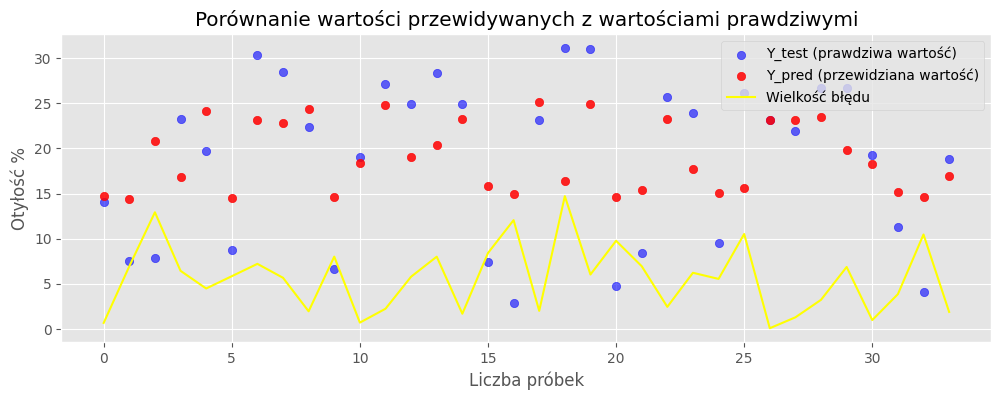 Porównanie wartości przewidywanych z wartościami prawdziwymi
Y_test (prawdziwa wartość)
Y_pred (przewidziana wartość)
Wielkość błędu
Otyłość %
30
25
20
15
10
5
0
0 5 10 15 20 25 30
Liczba próbek